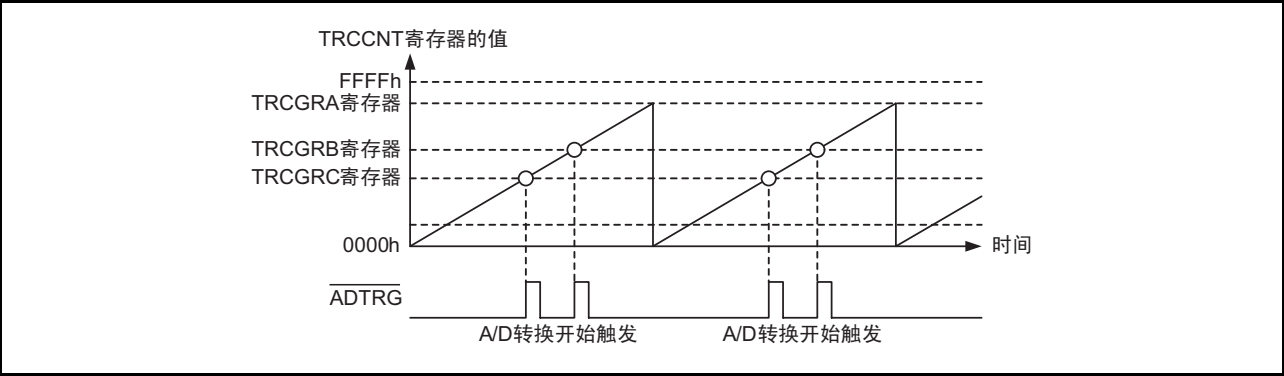 TRCCNT寄存器的值
FFFFh
TRCGRA寄存器
TRCGRB寄存器
TRCGRC寄存器
0000h
时间
ADTRG
A/D转换开始触发
A/D转换开始触发